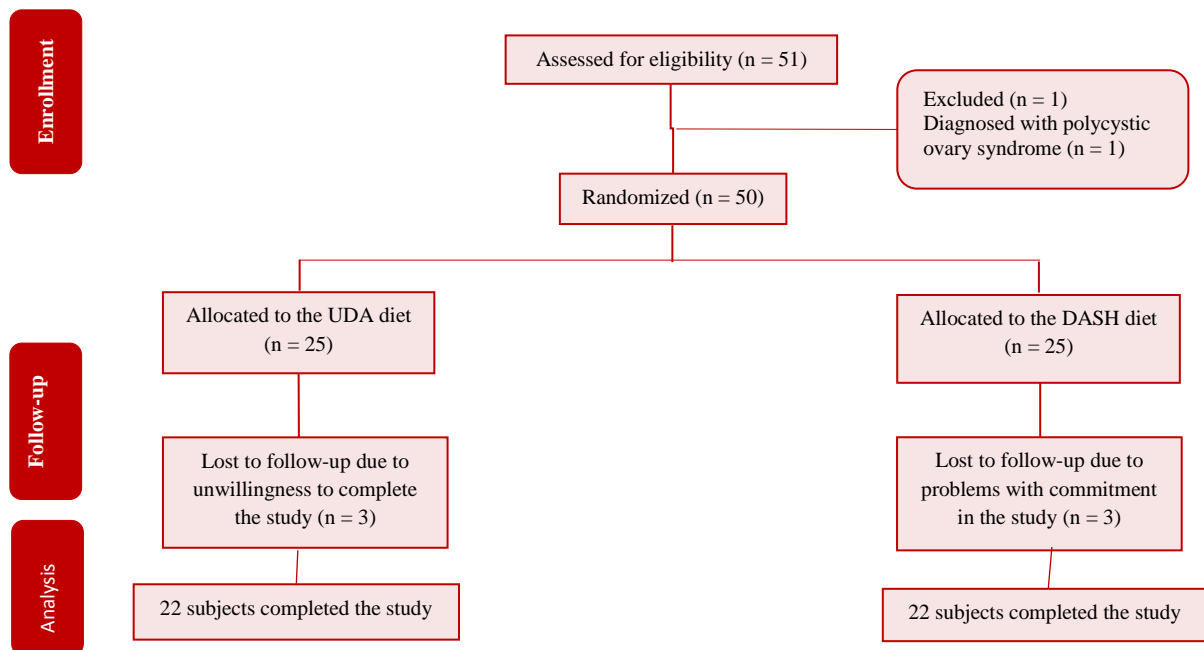 Enrollment
Assessed for eligibility (n = 51)
Excluded (n = 1)
Diagnosed with polycystic
ovary syndrome (n = 1)
Randomized (n = 50)
Allocated to the UDA diet
(n = 25)
Allocated to the DASH diet
(n = 25)
Follow-up
Lost to follow-up due to
unwillingness to complete
the study (n = 3)
Lost to follow-up due to
problems with commitment
in the study (n = 3)
Analysis
22 subjects completed the study
22 subjects completed the study